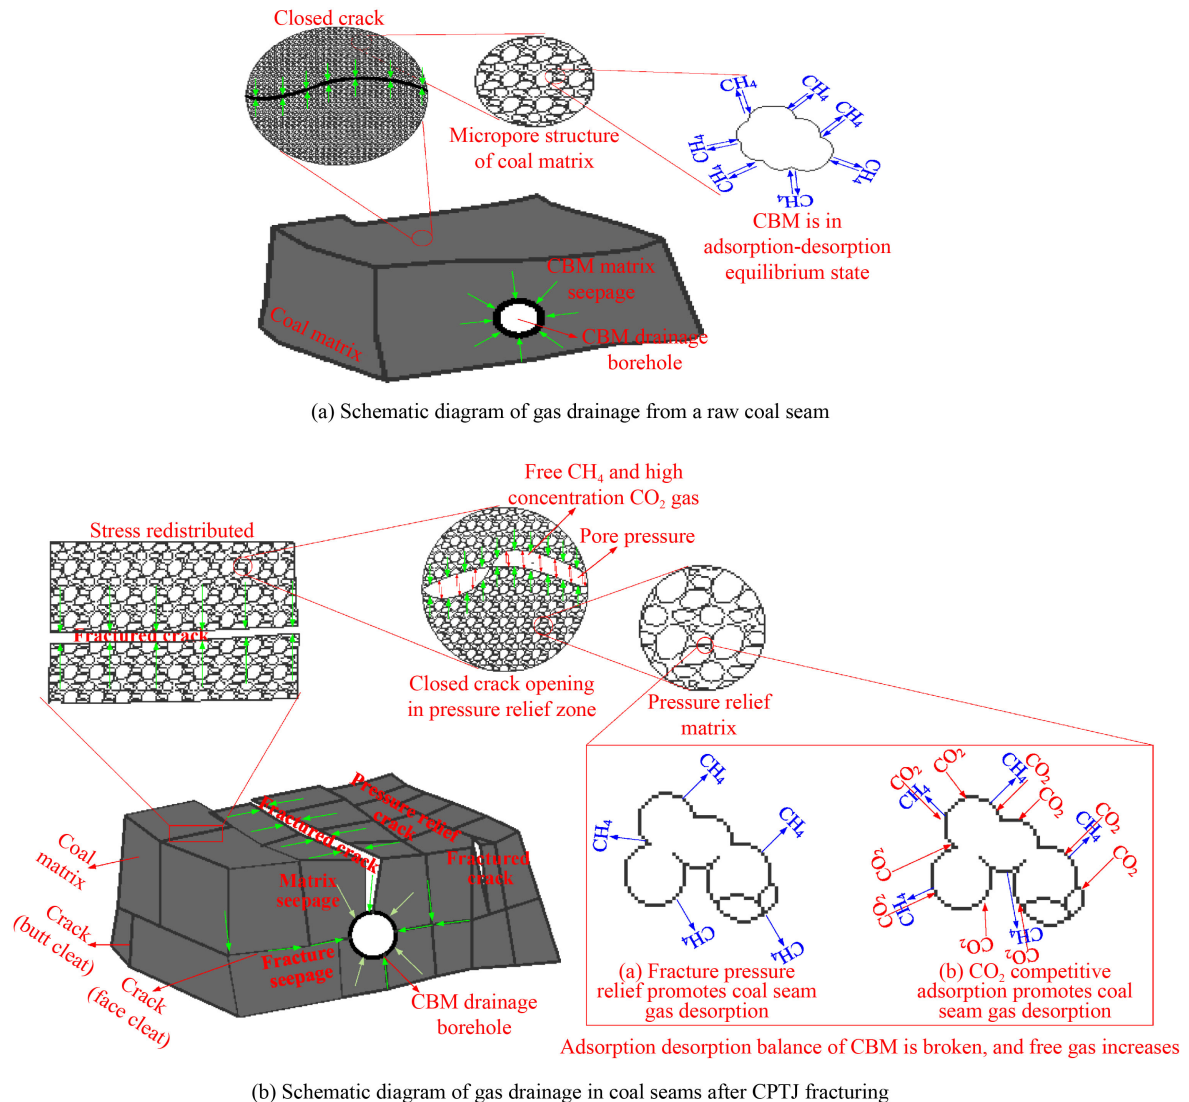 Closed crack
Micropore structure
of coal matrix
CH₄
CH₄
CH₄
CH₄
CH₄
CH₄
CH₄
CBM is in
adsorption-desorption
equilibrium state
CBM matrix
seepage
Coal matrix
CBM drainage
borehole
(a) Schematic diagram of gas drainage from a raw coal seam
Free CH₄ and high
concentration CO₂ gas
Stress redistributed
Pore pressure
Fractured crack
Closed crack opening
in pressure relief zone
Pressure relief
matrix
Pressure relief
crack
Fractured crack
Fractured
crack
Coal
matrix
Matrix
seepage
Crack
(butt cleat)
Fracture
seepage
Crack
(face cleat)
CBM drainage
borehole
CH₄
CH₄
CH₄
CH₄
CH₄
(a) Fracture pressure
relief promotes coal seam
gas desorption
CO₂
CO₂
CH₄
CO₂
CH₄
CO₂
CO₂
CH₄
CO₂
CO₂
CO₂
CH₄
CO₂
CH₄
CO₂
(b) CO₂ competitive
adsorption promotes coal
seam gas desorption
Adsorption desorption balance of CBM is broken, and free gas increases
(b) Schematic diagram of gas drainage in coal seams after CPTJ fracturing